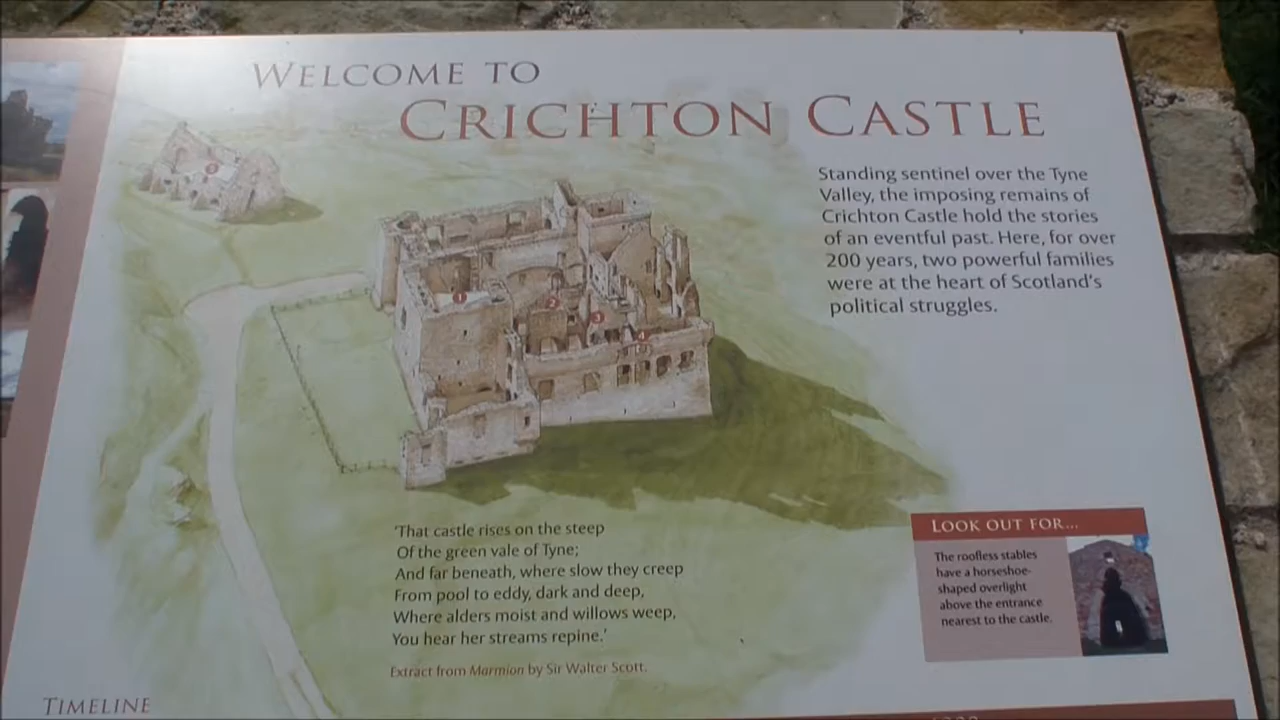 WELCOME TO
CRICHTON CASTLE
Standing sentinel over the Tyne
Valley, the imposing remains of
Crichton Castle hold the stories
of an eventful past. Here, for over
200 years, two powerful families
were at the heart of Scotland's
political struggles.
5
1
2
3
4
'That castle rises on the steep
Of the green vale of Tyne;
And far beneath, where slow they creep
From pool to eddy, dark and deep,
Where alders moist and willows weep,
You hear her streams repine.'
Extract from Marmion by Sir Walter Scott.
LOOK OUT FOR...
The roofless stables
have a horseshoe-
shaped overlight
above the entrance
nearest to the castle.
TIMELINE